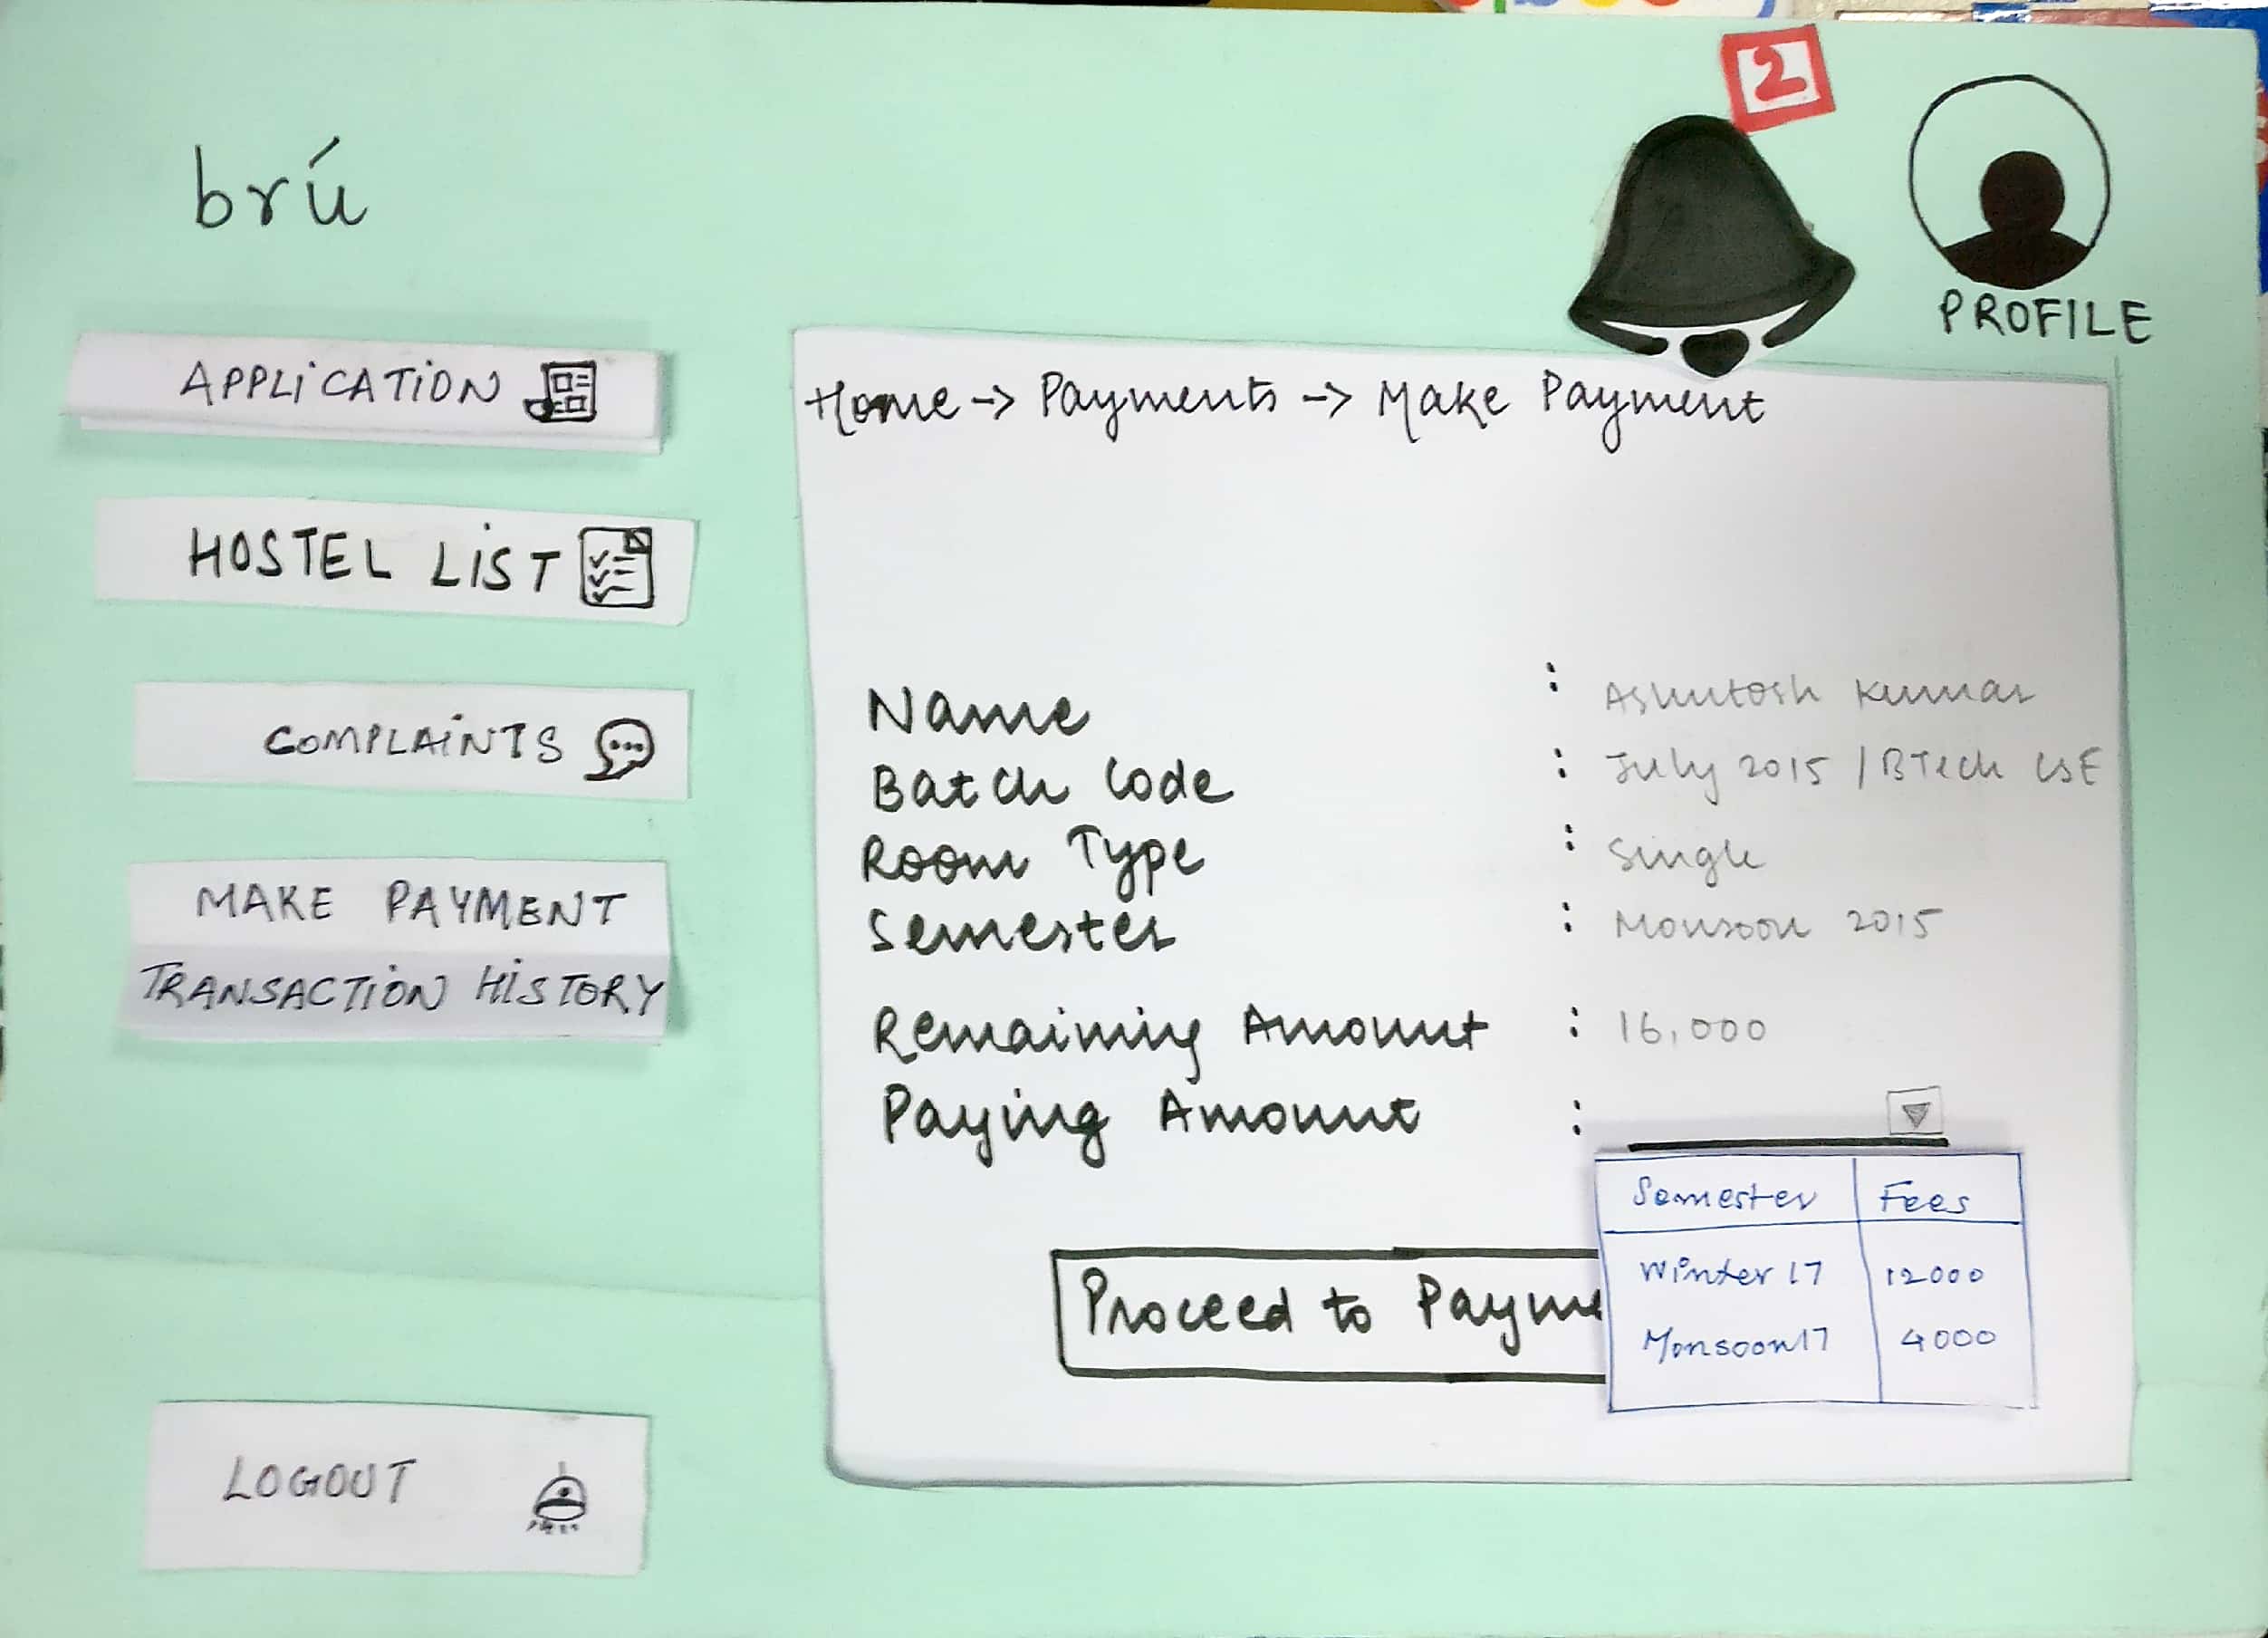 2
brú
PROFILE
APPLICATION
HOSTEL LIST
COMPLAINTS
MAKE PAYMENT
TRANSACTION HISTORY
LOGOUT
Home -> Payments -> Make Payment
Name : Ashutosh Kumar
Batch Code : July 2015 / BTech CSE
Room Type : Single
Semester : Monsoon 2015
Remaining Amount : 16,000
Paying Amount :
Semester Fees
Winter 17 12000
Monsoon 17 4000
Proceed to Payme